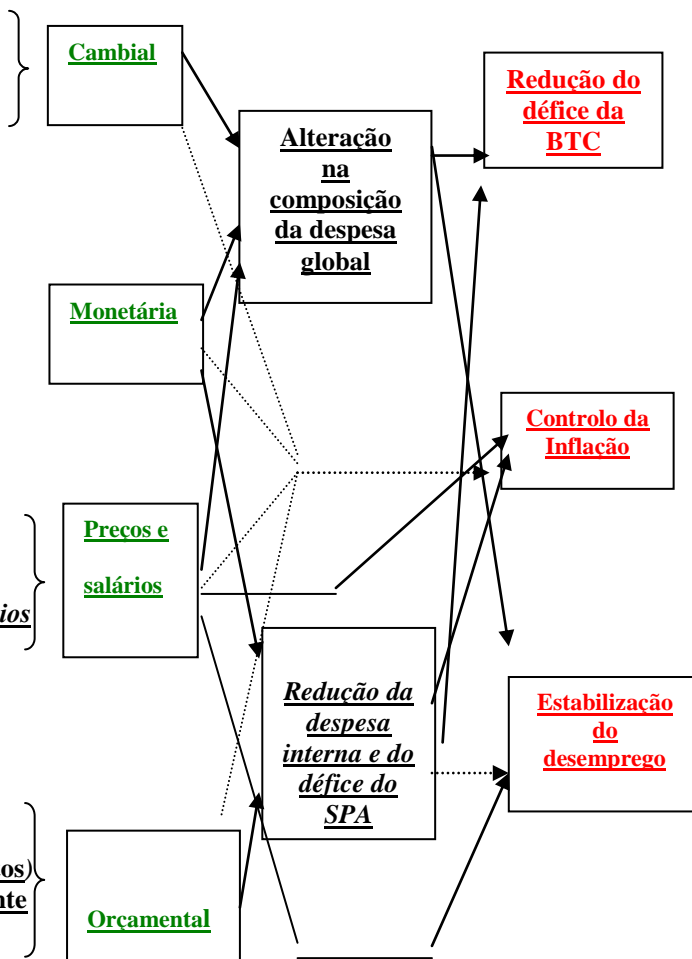 Cambial
Redução do
défice da
BTC
Alteração
na
composição
da despesa
global
Monetária
Controlo da
Inflação
Preços e
salários
ios
Redução da
despesa
interna e do
défice do
SPA
Estabilização
do
desemprego
os)
nte
Orçamental